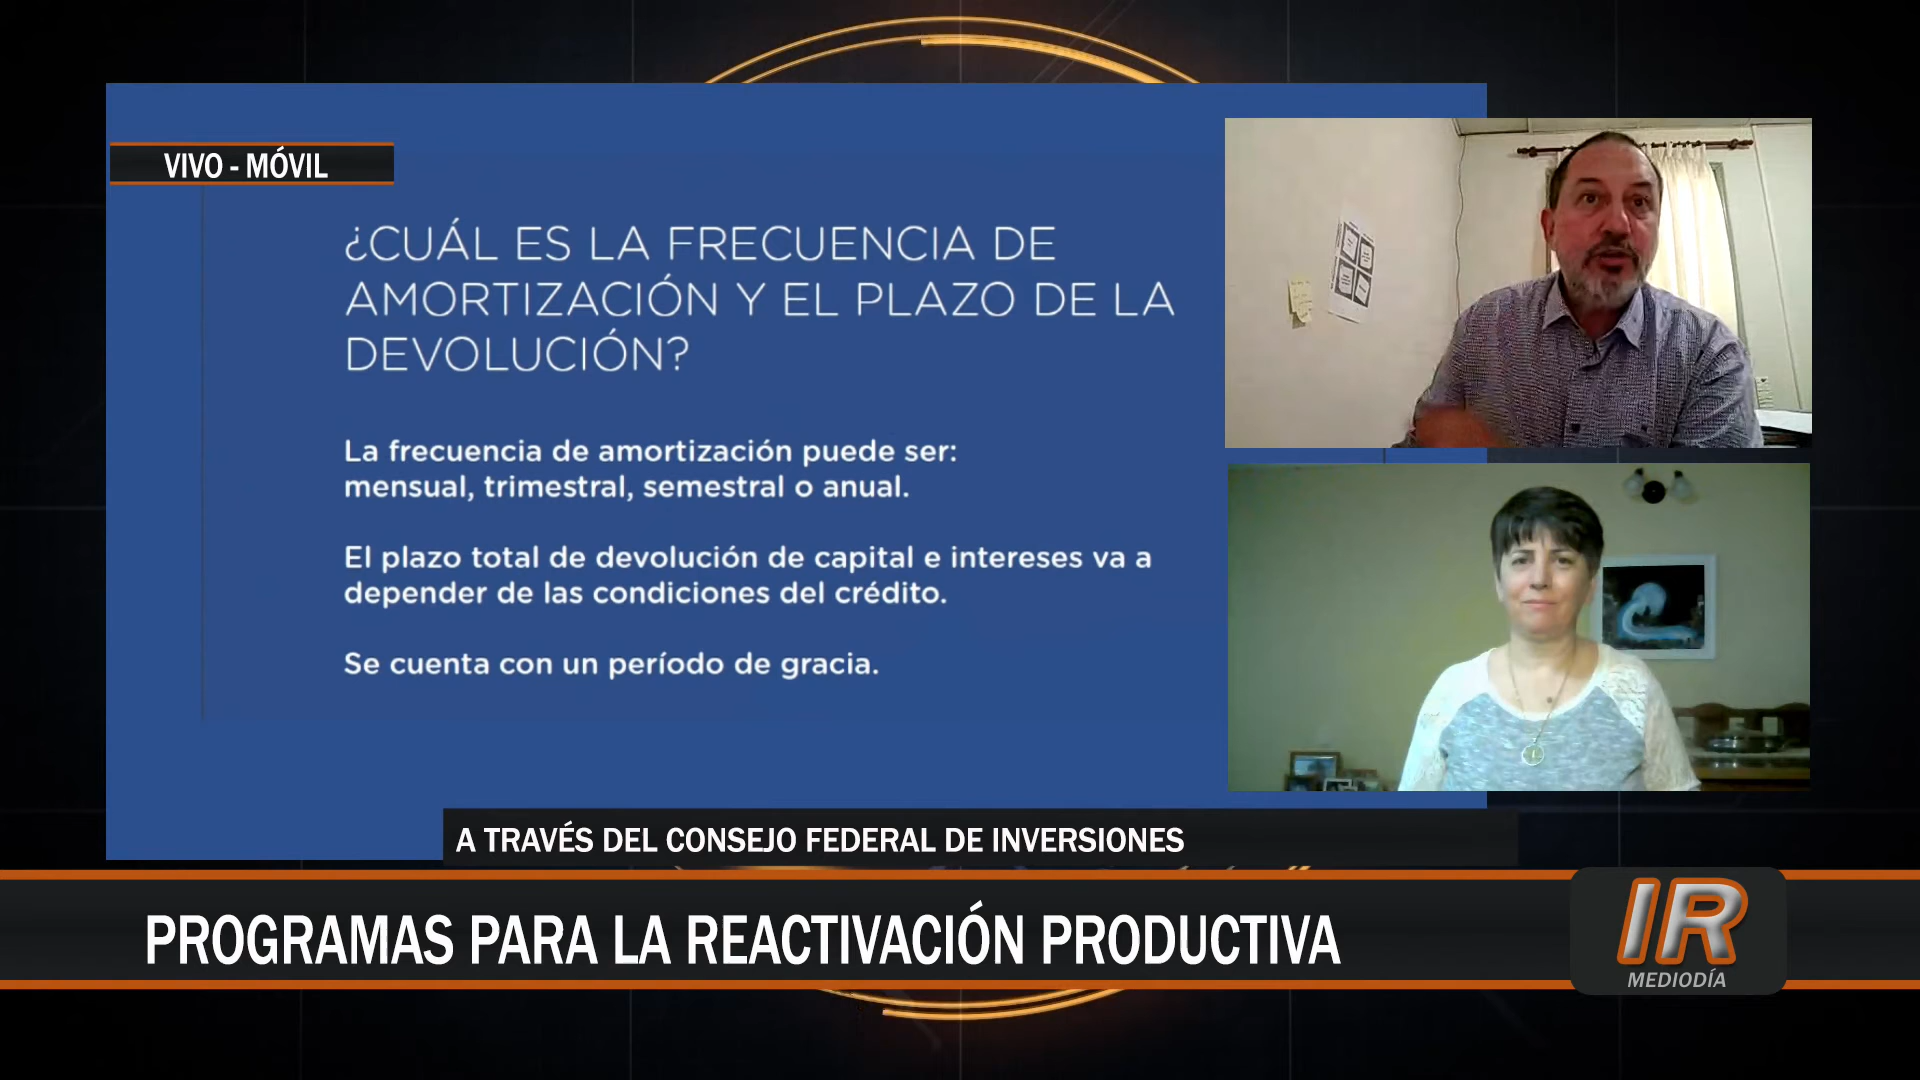 VIVO - MÓVIL
¿CUÁL ES LA FRECUENCIA DE
AMORTIZACIÓN Y EL PLAZO DE LA
DEVOLUCIÓN?
La frecuencia de amortización puede ser:
mensual, trimestral, semestral o anual.
El plazo total de devolución de capital e intereses va a
depender de las condiciones del crédito.
Se cuenta con un período de gracia.
A TRAVÉS DEL CONSEJO FEDERAL DE INVERSIONES
PROGRAMAS PARA LA REACTIVACIÓN PRODUCTIVA
IR
MEDIODÍA